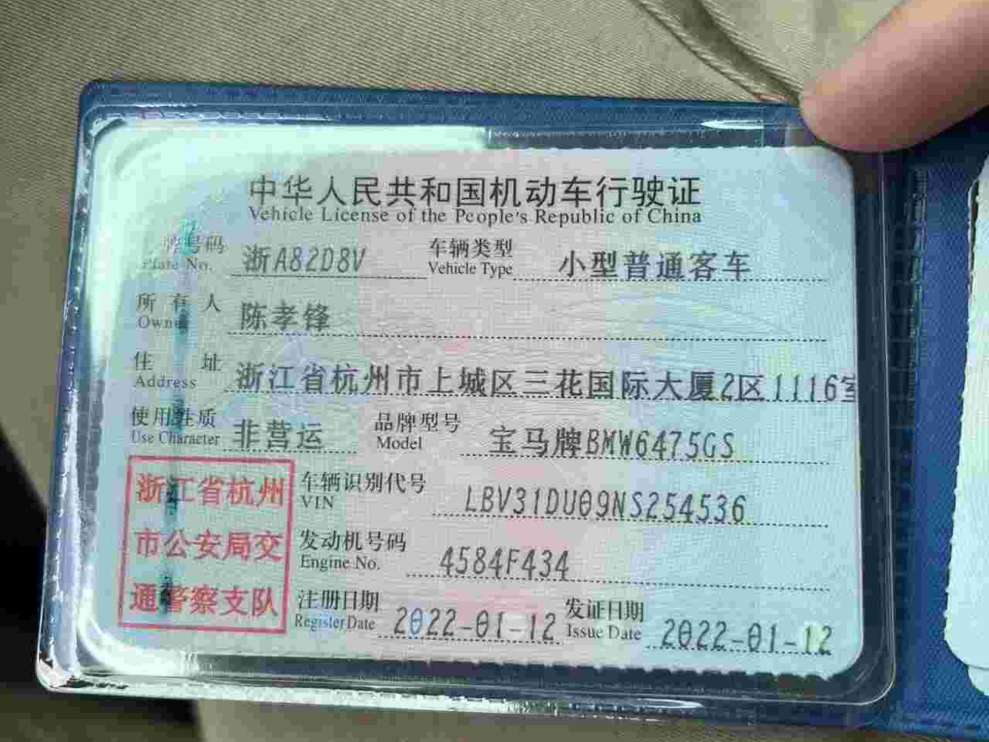 中华人民共和国机动车行驶证
Vehicle License of the People's Republic of China
号牌号码 浙A82D8V 车辆类型 小型普通客车
Plate No. Vehicle Type
所有人 陈孝锋
Owner
住址 浙江省杭州市上城区三花国际大厦2区1116室
Address
使用性质 非营运 品牌型号 宝马牌BMW6475GS
Use Character Model
浙江省杭州 车辆识别代号 LBV31DU09NS254536
VIN
市公安局交 发动机号码 4584F434
Engine No.
通警察支队 注册日期 2022-01-12 发证日期 2022-01-12
Register Date Issue Date